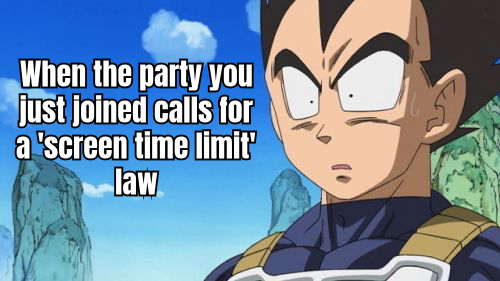 When the party you
just joined calls for
a 'screen time limit'
law